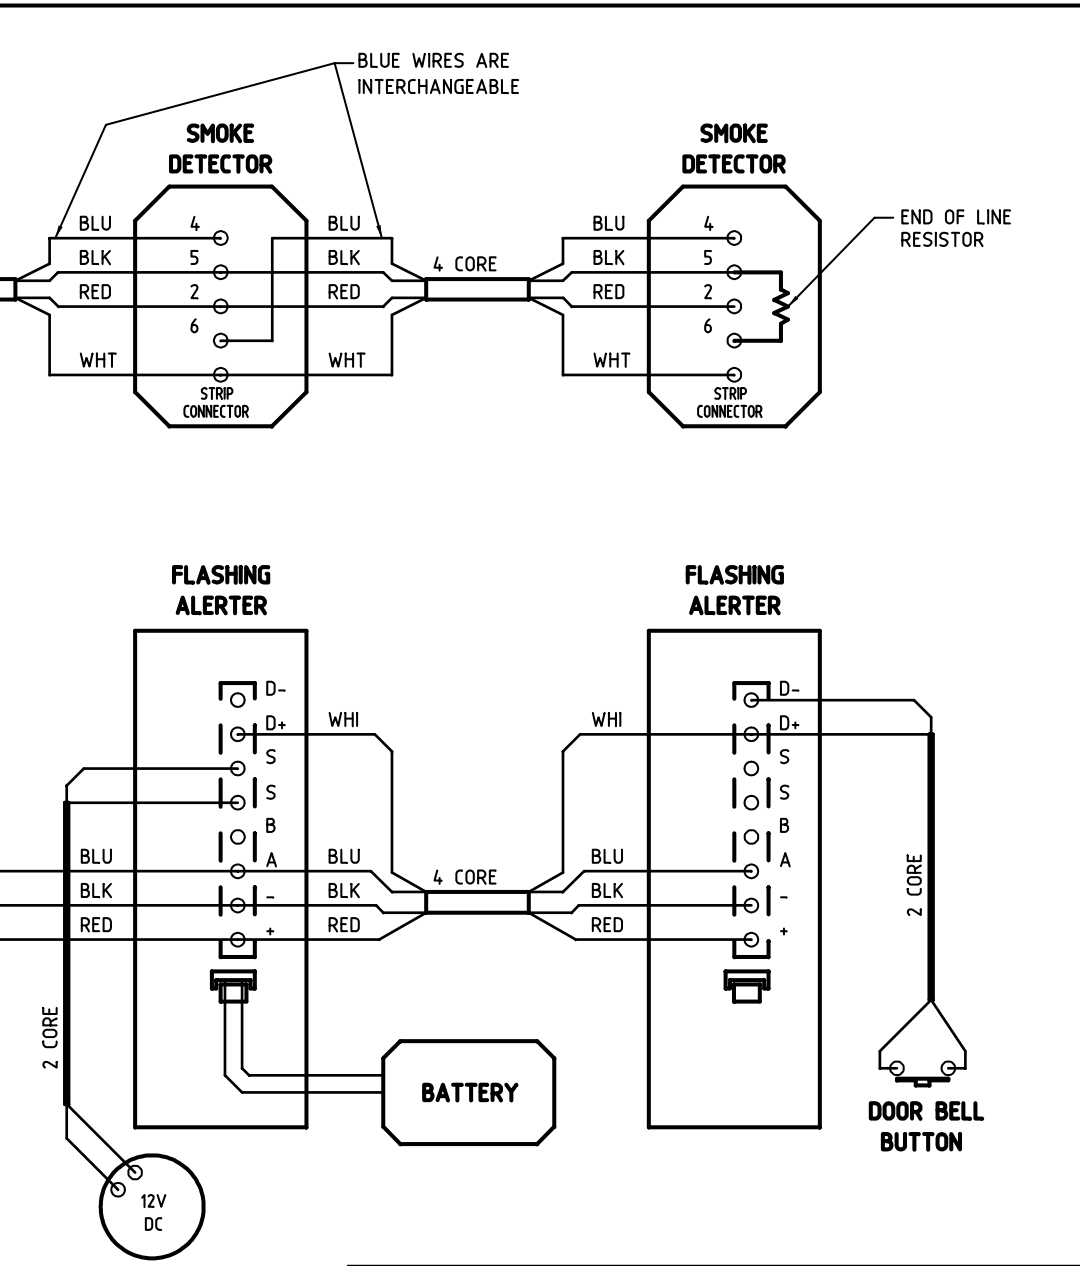 BLUE WIRES ARE
INTERCHANGEABLE
SMOKE
DETECTOR
SMOKE
DETECTOR
BLU
4
BLU
BLU
4
END OF LINE
RESISTOR
BLK
5
BLK
4 CORE
BLK
5
RED
2
RED
RED
2
6
6
WHT
WHT
WHT
STRIP
CONNECTOR
STRIP
CONNECTOR
FLASHING
ALERTER
FLASHING
ALERTER
D-
D-
D+
WHI
WHI
D+
S
S
S
S
B
B
BLU
A
BLU
4 CORE
BLU
A
BLK
-
BLK
BLK
-
2 CORE
RED
+
RED
RED
+
2 CORE
BATTERY
DOOR BELL
BUTTON
12V
DC